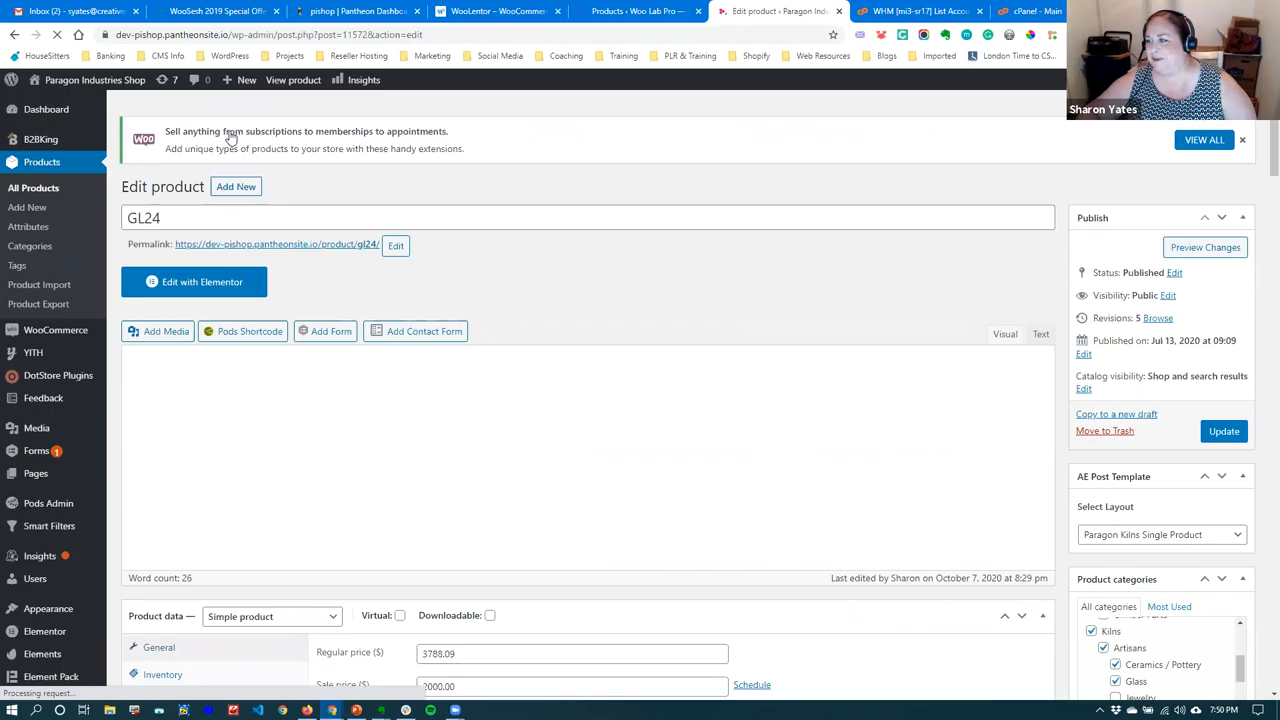 Inbox (2) - syates@creative
WooSesh 2019 Special Offe
pishop | Pantheon Dashboa
WooLentor – WooCommerc
Products ‹ Woo Lab Pro —
Edit product ‹ Paragon Indu
WHM [mi3-sr17] List Accou
cPanel - Main
dev-pishop.pantheonsite.io/wp-admin/post.php?post=11572&action=edit
HouseSitters
Banking
CMS Info
WordPress
Projects
Reseller Hosting
Marketing
Social Media
Coaching
Training
PLR & Training
Shopify
Web Resources
Blogs
Imported
London Time to CS...
Paragon Industries Shop
7
0
New
View product
Insights
Sharon Yates
Dashboard
B2BKing
Products
All Products
Add New
Attributes
Categories
Tags
Product Import
Product Export
WooCommerce
YITH
DotStore Plugins
Feedback
Media
Forms 1
Pages
Pods Admin
Smart Filters
Insights
Users
Appearance
Elementor
Elements
Element Pack
Processing request...
Woo
Sell anything from subscriptions to memberships to appointments.
Add unique types of products to your store with these handy extensions.
VIEW ALL
Edit product
Add New
GL24
Permalink: https://dev-pishop.pantheonsite.io/product/gl24/ Edit
Edit with Elementor
Add Media
Pods Shortcode
Add Form
Add Contact Form
Visual
Text
Word count: 26
Last edited by Sharon on October 7, 2020 at 8:29 pm
Product data —
Simple product
Virtual:
Downloadable:
General
Inventory
Regular price ($)
3788.09
Sale price ($)
2000.00
Schedule
Publish
Preview Changes
Status: Published Edit
Visibility: Public Edit
Revisions: 5 Browse
Published on: Jul 13, 2020 at 09:09
Edit
Catalog visibility: Shop and search results
Edit
Copy to a new draft
Move to Trash
Update
AE Post Template
Select Layout
Paragon Kilns Single Product
Product categories
All categories
Most Used
Kilns
Artisans
Ceramics / Pottery
Glass
Jewelry
7:50 PM